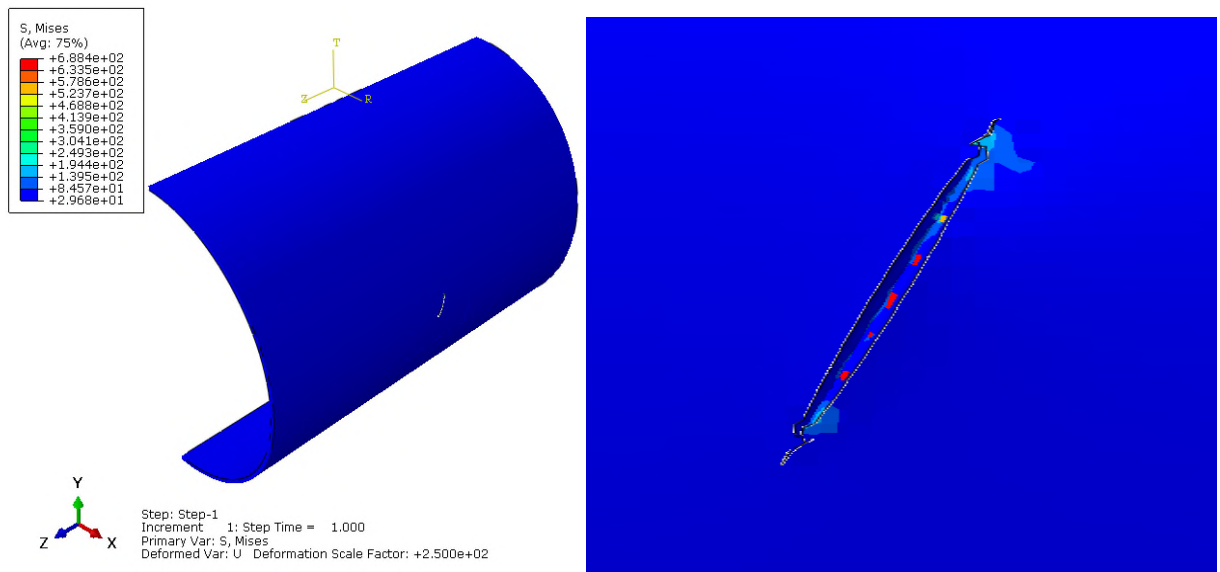 S, Mises
(Avg: 75%)
+6.884e+02
+6.335e+02
+5.786e+02
+5.237e+02
+4.688e+02
+4.139e+02
+3.590e+02
+3.041e+02
+2.493e+02
+1.944e+02
+1.395e+02
+8.457e+01
+2.968e+01
T
Z
R
Y
Z
X
Step: Step-1
Increment 1: Step Time = 1.000
Primary Var: S, Mises
Deformed Var: U Deformation Scale Factor: +2.500e+02